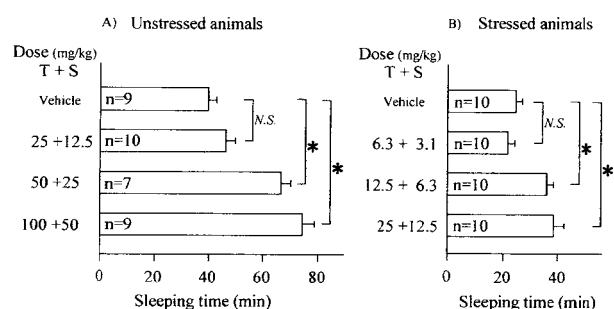 A) Unstressed animals
Dose (mg/kg)
T + S
Vehicle n=9
25 +12.5 n=10
50 +25 n=7
100 +50 n=9
N.S.
*
*
0 20 40 60 80
Sleeping time (min)
B) Stressed animals
Dose (mg/kg)
T + S
Vehicle n=10
6.3 + 3.1 n=10
12.5 + 6.3 n=10
25 +12.5 n=10
N.S.
*
*
0 20 40 60
Sleeping time (min)